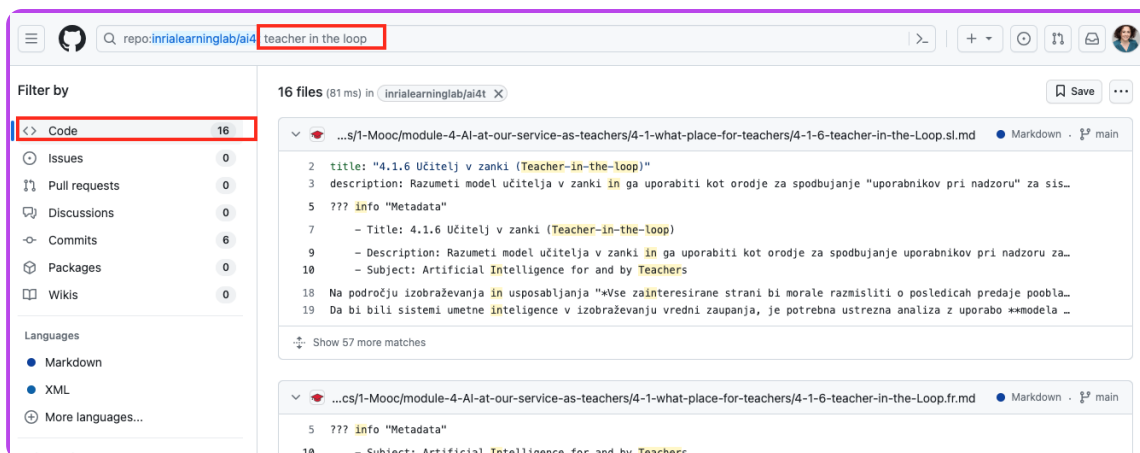 repo:inrialearninglab/ai4 teacher in the loop
Filter by
Code 16
Issues 0
Pull requests 0
Discussions 0
Commits 6
Packages 0
Wikis 0
Languages
Markdown
XML
More languages...
16 files (81 ms) in inrialearninglab/ai4t
Save
...s/1-Mooc/module-4-AI-at-our-service-as-teachers/4-1-what-place-for-teachers/4-1-6-teacher-in-the-Loop.sl.md Markdown · main
2 title: "4.1.6 Učitelj v zanki (Teacher-in-the-loop)"
3 description: Razumeti model učitelja v zanki in ga uporabiti kot orodje za spodbujanje "uporabnikov pri nadzoru" za sis…
5 ??? info "Metadata"
7 - Title: 4.1.6 Učitelj v zanki (Teacher-in-the-loop)
9 - Description: Razumeti model učitelja v zanki in ga uporabiti kot orodje za spodbujanje uporabnikov pri nadzoru za…
10 - Subject: Artificial Intelligence for and by Teachers
18 Na področju izobraževanja in usposabljanja "*Vse zainteresirane strani bi morale razmisliti o posledicah predaje poobla…
19 Da bi bili sistemi umetne inteligence v izobraževanju vredni zaupanja, je potrebna ustrezna analiza z uporabo **modela …
Show 57 more matches
...cs/1-Mooc/module-4-AI-at-our-service-as-teachers/4-1-what-place-for-teachers/4-1-6-teacher-in-the-Loop.fr.md Markdown · main
5 ??? info "Metadata"
10 - Subject: Artificial Intelligence for and by Teachers